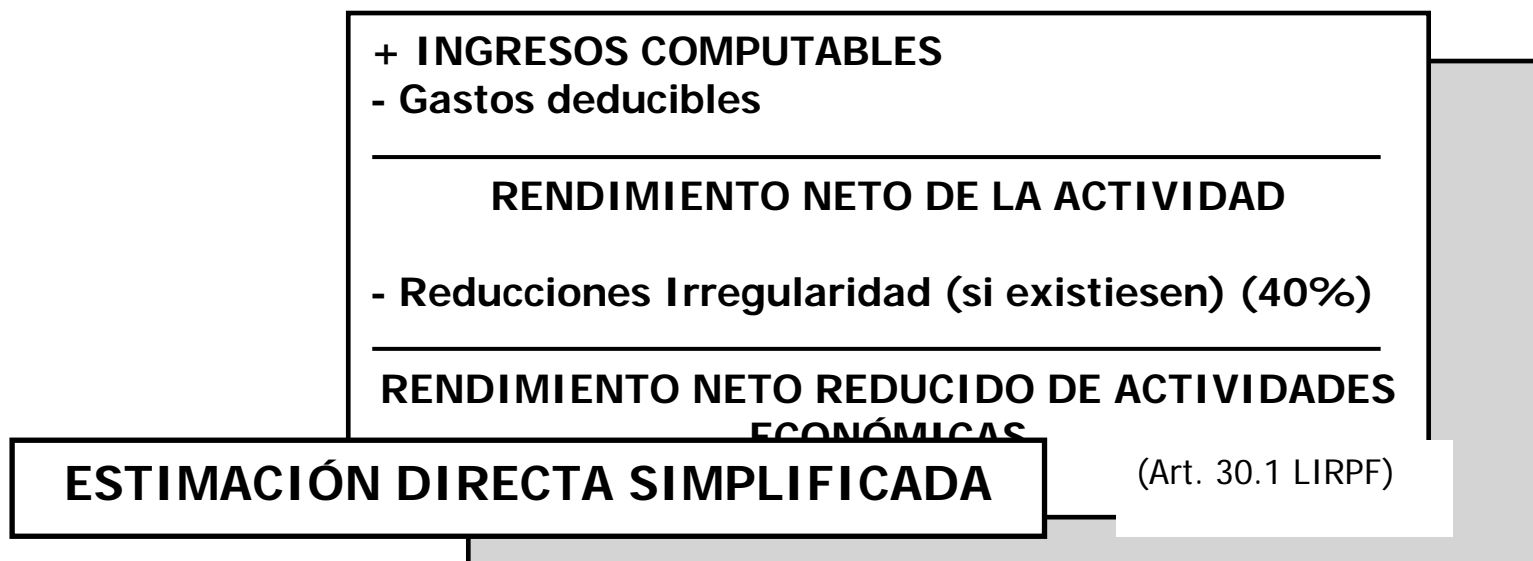 + INGRESOS COMPUTABLES
- Gastos deducibles
RENDIMIENTO NETO DE LA ACTIVIDAD
- Reducciones Irregularidad (si existiesen) (40%)
RENDIMIENTO NETO REDUCIDO DE ACTIVIDADES
ECONÓMICAS
ESTIMACIÓN DIRECTA SIMPLIFICADA
(Art. 30.1 LIRPF)